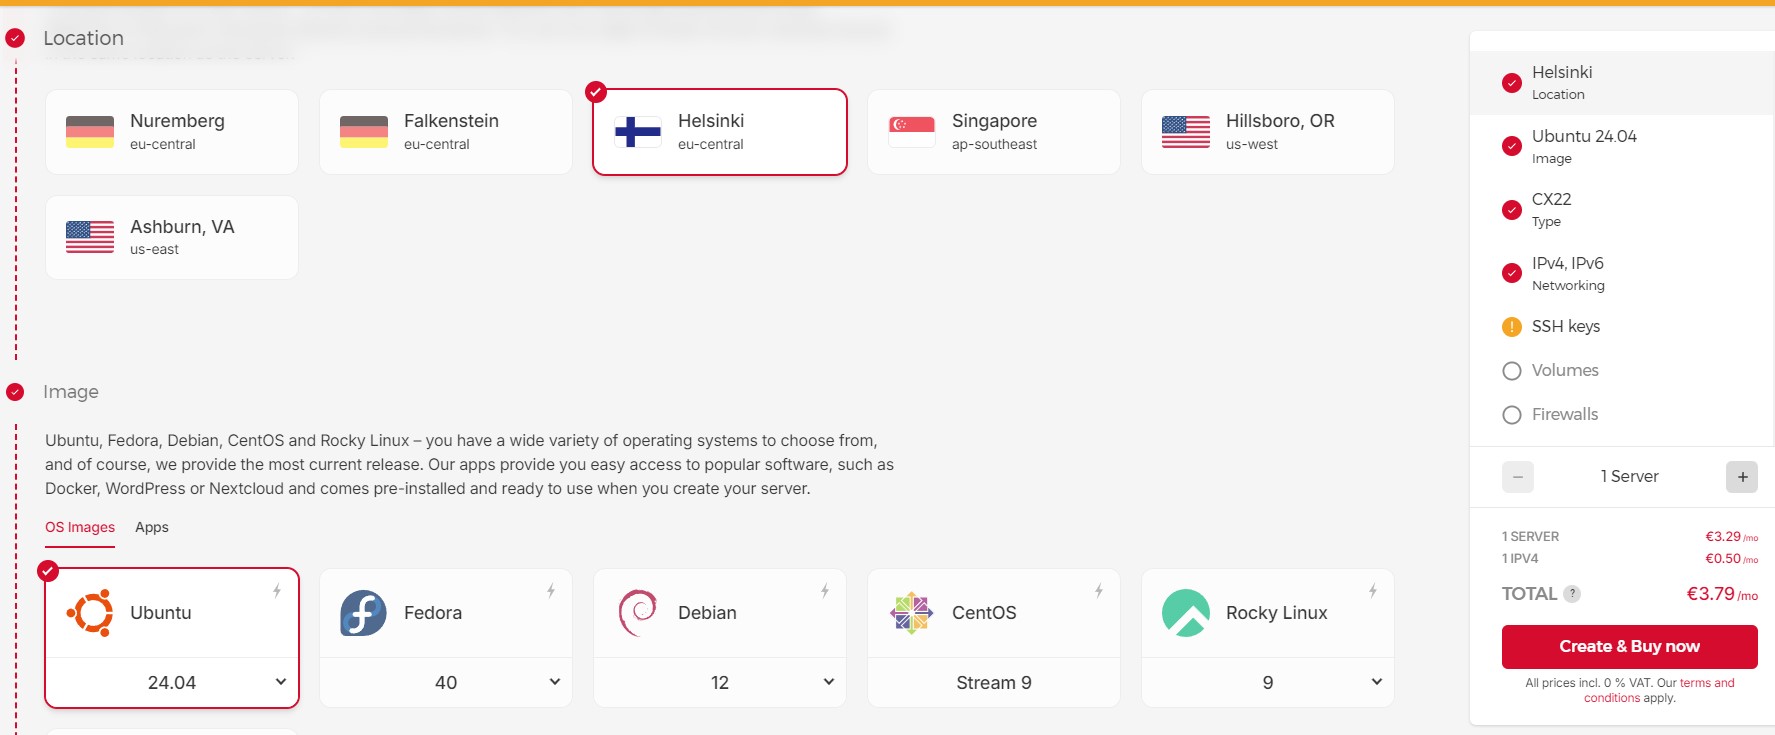 Location
Nuremberg
eu-central
Falkenstein
eu-central
Helsinki
eu-central
Singapore
ap-southeast
Hillsboro, OR
us-west
Ashburn, VA
us-east
Image
Ubuntu, Fedora, Debian, CentOS and Rocky Linux – you have a wide variety of operating systems to choose from,
and of course, we provide the most current release. Our apps provide you easy access to popular software, such as
Docker, WordPress or Nextcloud and comes pre-installed and ready to use when you create your server.
OS Images
Apps
Ubuntu
24.04
Fedora
40
Debian
12
CentOS
Stream 9
Rocky Linux
9
Helsinki
Location
Ubuntu 24.04
Image
CX22
Type
IPv4, IPv6
Networking
! SSH keys
Volumes
Firewalls
− 1 Server +
1 SERVER €3.29 /mo
1 IPV4 €0.50 /mo
TOTAL ? €3.79 /mo
Create & Buy now
All prices incl. 0 % VAT. Our terms and
conditions apply.